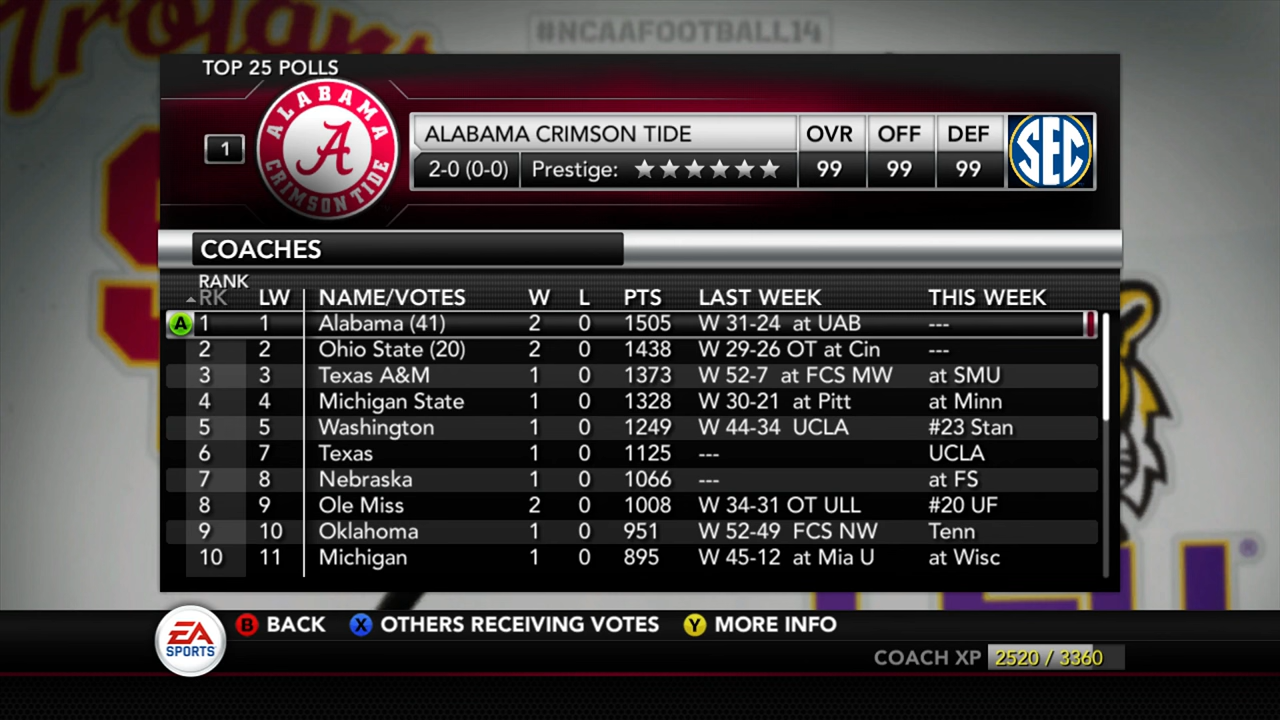 Trojans
#NCAAFOOTBALL14
TOP 25 POLLS
1
ALABAMA
A
CRIMSON TIDE
ALABAMA CRIMSON TIDE OVR OFF DEF
2-0 (0-0) Prestige: ★★★★★★ 99 99 99
SEC
COACHES
RANK
RK LW NAME/VOTES W L PTS LAST WEEK THIS WEEK
A 1 1 Alabama (41) 2 0 1505 W 31-24 at UAB ---
2 2 Ohio State (20) 2 0 1438 W 29-26 OT at Cin ---
3 3 Texas A&M 1 0 1373 W 52-7 at FCS MW at SMU
4 4 Michigan State 1 0 1328 W 30-21 at Pitt at Minn
5 5 Washington 1 0 1249 W 44-34 UCLA #23 Stan
6 7 Texas 1 0 1125 --- UCLA
7 8 Nebraska 1 0 1066 --- at FS
8 9 Ole Miss 2 0 1008 W 34-31 OT ULL #20 UF
9 10 Oklahoma 1 0 951 W 52-49 FCS NW Tenn
10 11 Michigan 1 0 895 W 45-12 at Mia U at Wisc
EA SPORTS
B BACK X OTHERS RECEIVING VOTES Y MORE INFO
COACH XP 2520 / 3360